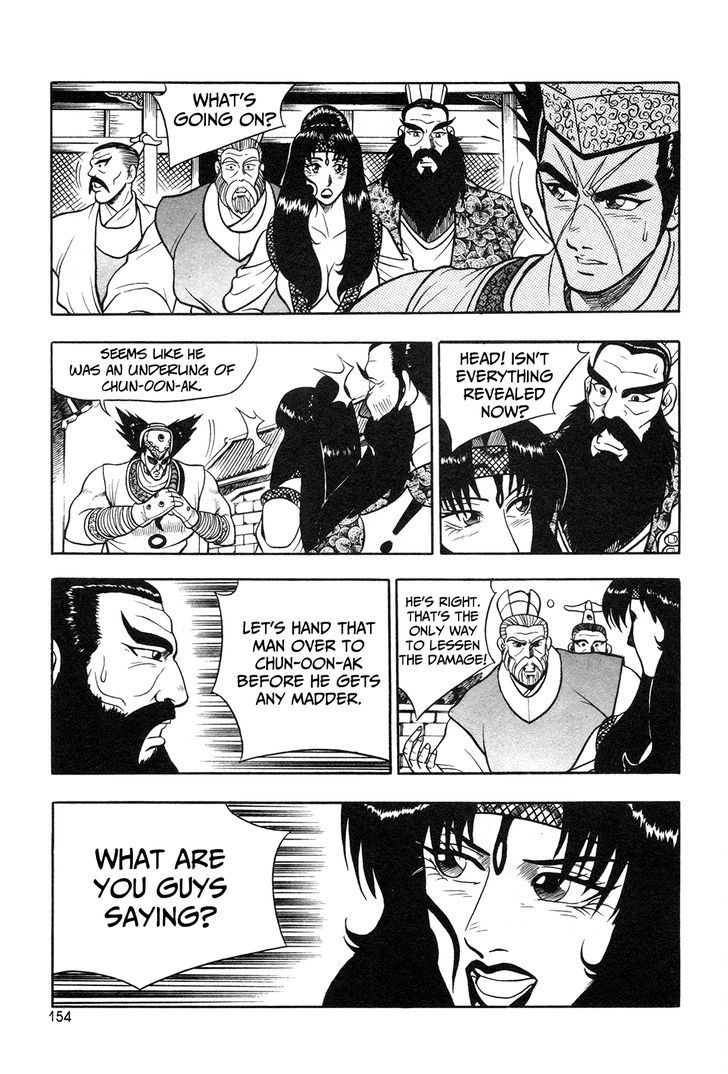 WHAT'S
GOING ON?
SEEMS LIKE HE
WAS AN UNDERLING OF
CHUN-OON-AK.
HEAD! ISN'T
EVERYTHING
REVEALED
NOW?
LET'S HAND THAT
MAN OVER TO
CHUN-OON-AK
BEFORE HE GETS
ANY MADDER.
HE'S RIGHT.
THAT'S THE
ONLY WAY
TO LESSEN
THE DAMAGE!
WHAT ARE
YOU GUYS
SAYING?
154